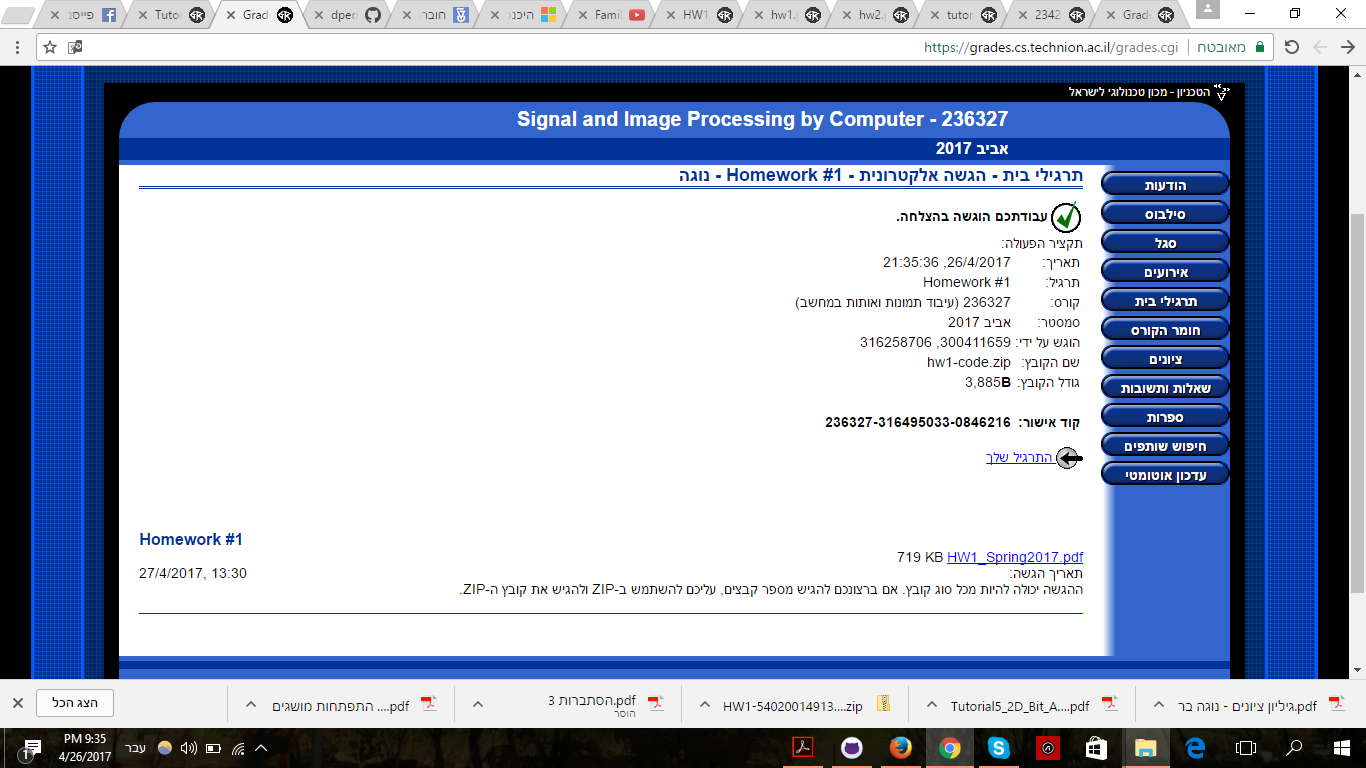 פייס
חובר
היכנ
Tutor
Grade
dperr
Famil
HW1
hw1.
hw2.p
tutor
2342
Grade
https://grades.cs.technion.ac.il/grades.cgi
מאובטח
הטכניון - מכון טכנולוגי לישראל
Signal and Image Processing by Computer - 236327
אביב 2017
תרגילי בית - הגשה אלקטרונית - Homework #1 - נוגה
הודעות
סילבוס
סגל
אירועים
תרגילי בית
חומר הקורס
ציונים
שאלות ותשובות
ספרות
חיפוש שותפים
עדכון אוטומטי
עבודתכם הוגשה בהצלחה.
תקציר הפעולה:
תאריך: 26/4/2017, 21:35:36
תרגיל: Homework #1
קורס: 236327 (עיבוד תמונות ואותות במחשב)
סמסטר: אביב 2017
הוגש על ידי: 300411659, 316258706
שם הקובץ: hw1-code.zip
גודל הקובץ: 3,885B
קוד אישור: 236327-316495033-0846216
התרגיל שלך
Homework #1
HW1_Spring2017.pdf 719 KB
תאריך הגשה:
27/4/2017, 13:30
ההגשה יכולה להיות מכל סוג קובץ. אם ברצונכם להגיש מספר קבצים, עליכם להשתמש ב-ZIP ולהגיש את קובץ ה-ZIP.
גיליון ציונים - נוגה בר.pdf
Tutorial5_2D_Bit_A....pdf
HW1-54020014913....zip
הסתברות 3.pdf
הוסר
התפתחות מושגים ....pdf
הצג הכל
עבר
9:35 PM
4/26/2017
1